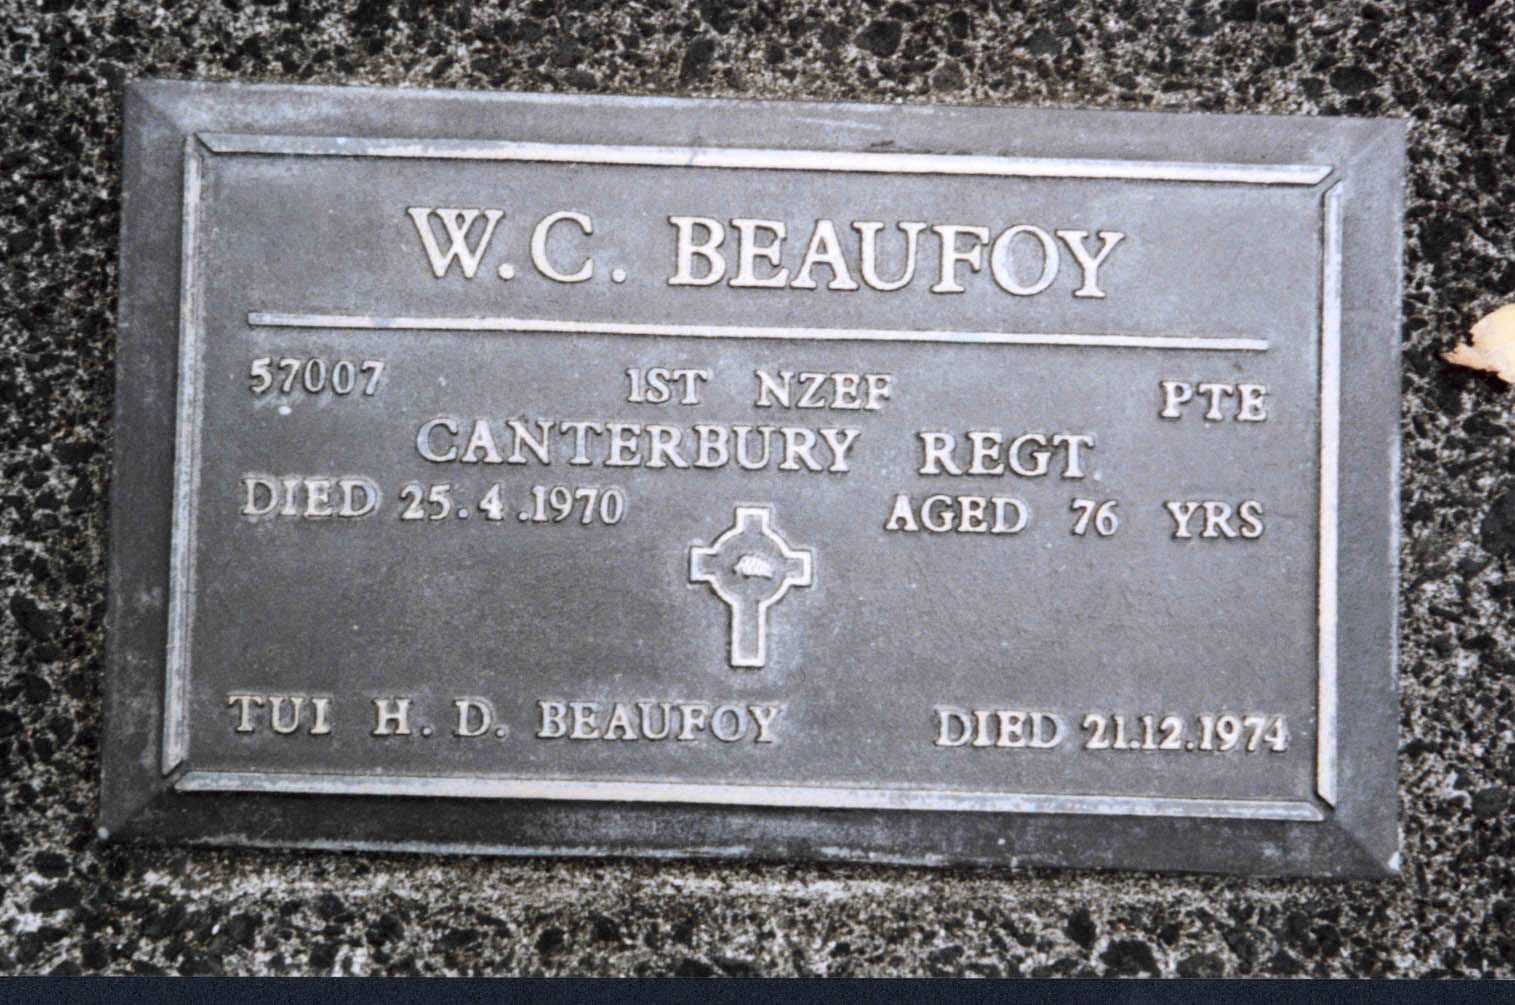 W.C. BEAUFOY
57007 1ST NZEF PTE
CANTERBURY REGT.
DIED 25.4.1970 AGED 76 YRS
TUI H. D. BEAUFOY DIED 21.12.1974